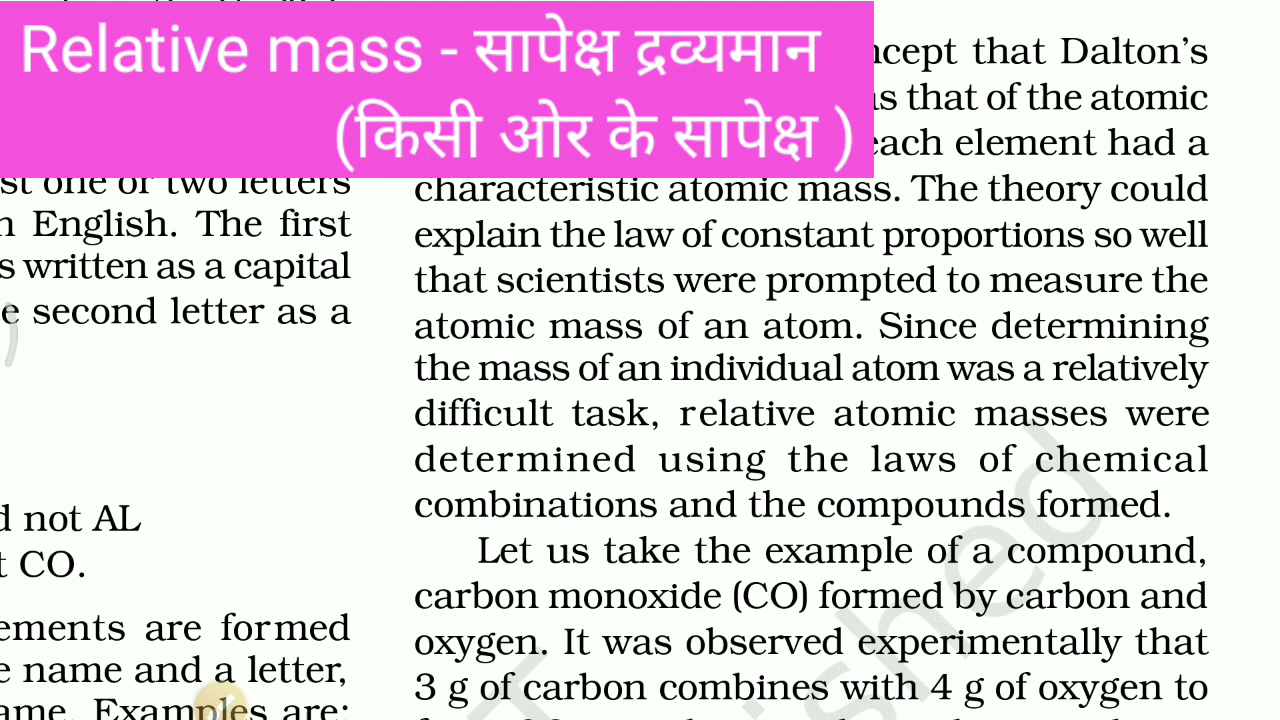 Relative mass - सापेक्ष द्रव्यमान
(किसी ओर के सापेक्ष )
st one or two letters
n English. The first
s written as a capital
e second letter as a
d not AL
t CO.
ements are formed
e name and a letter,
ame. Examples are:
ncept that Dalton's
as that of the atomic
each element had a
characteristic atomic mass. The theory could
explain the law of constant proportions so well
that scientists were prompted to measure the
atomic mass of an atom. Since determining
the mass of an individual atom was a relatively
difficult task, relative atomic masses were
determined using the laws of chemical
combinations and the compounds formed.
Let us take the example of a compound,
carbon monoxide (CO) formed by carbon and
oxygen. It was observed experimentally that
3 g of carbon combines with 4 g of oxygen to